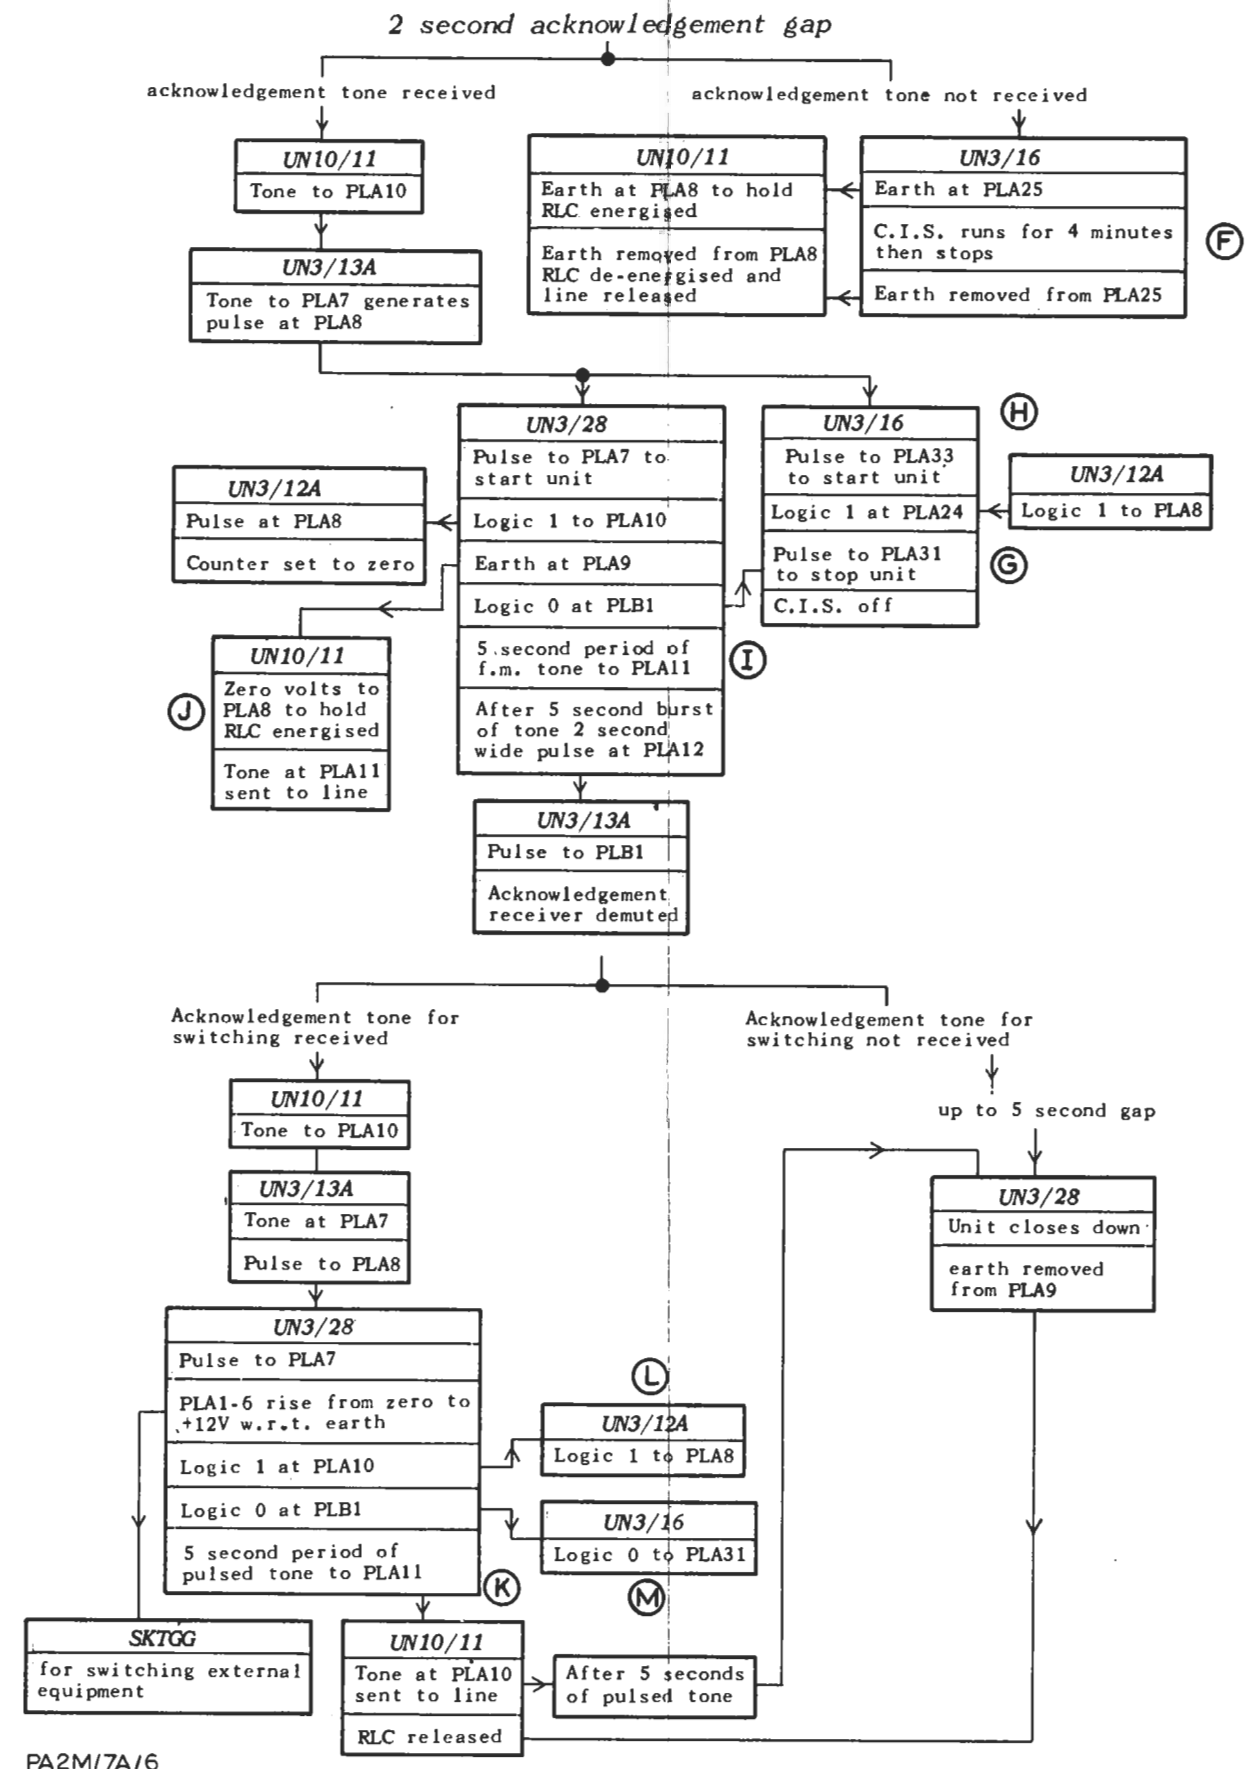 2 second acknowledgement gap
acknowledgement tone received
acknowledgement tone not received
UN10/11
Tone to PLA10
UN3/13A
Tone to PLA7 generates
pulse at PLA8
UN10/11
Earth at PLA8 to hold
RLC energised
Earth removed from PLA8
RLC de-energised and
line released
UN3/16
Earth at PLA25
C.I.S. runs for 4 minutes
then stops
Earth removed from PLA25
F
UN3/12A
Pulse at PLA8
Counter set to zero
UN3/28
Pulse to PLA7 to
start unit
Logic 1 to PLA10
Earth at PLA9
Logic 0 at PLB1
5 second period of
f.m. tone to PLA11
After 5 second burst
of tone 2 second
wide pulse at PLA12
I
UN3/16
Pulse to PLA33
to start unit
Logic 1 at PLA24
Pulse to PLA31
to stop unit
C.I.S. off
H
UN3/12A
Logic 1 to PLA8
G
UN10/11
Zero volts to
PLA8 to hold
RLC energised
Tone at PLA11
sent to line
J
UN3/13A
Pulse to PLB1
Acknowledgement
receiver demuted
Acknowledgement tone for
switching received
Acknowledgement tone for
switching not received
UN10/11
Tone to PLA10
up to 5 second gap
UN3/13A
Tone at PLA7
Pulse to PLA8
UN3/28
Unit closes down
earth removed
from PLA9
UN3/28
Pulse to PLA7
PLA1-6 rise from zero to
+12V w.r.t. earth
Logic 1 at PLA10
Logic 0 at PLB1
5 second period of
pulsed tone to PLA11
K
L
UN3/12A
Logic 1 to PLA8
UN3/16
Logic 0 to PLA31
M
SKTGG
for switching external
equipment
UN10/11
Tone at PLA10
sent to line
RLC released
After 5 seconds
of pulsed tone
PA2M/7A/6